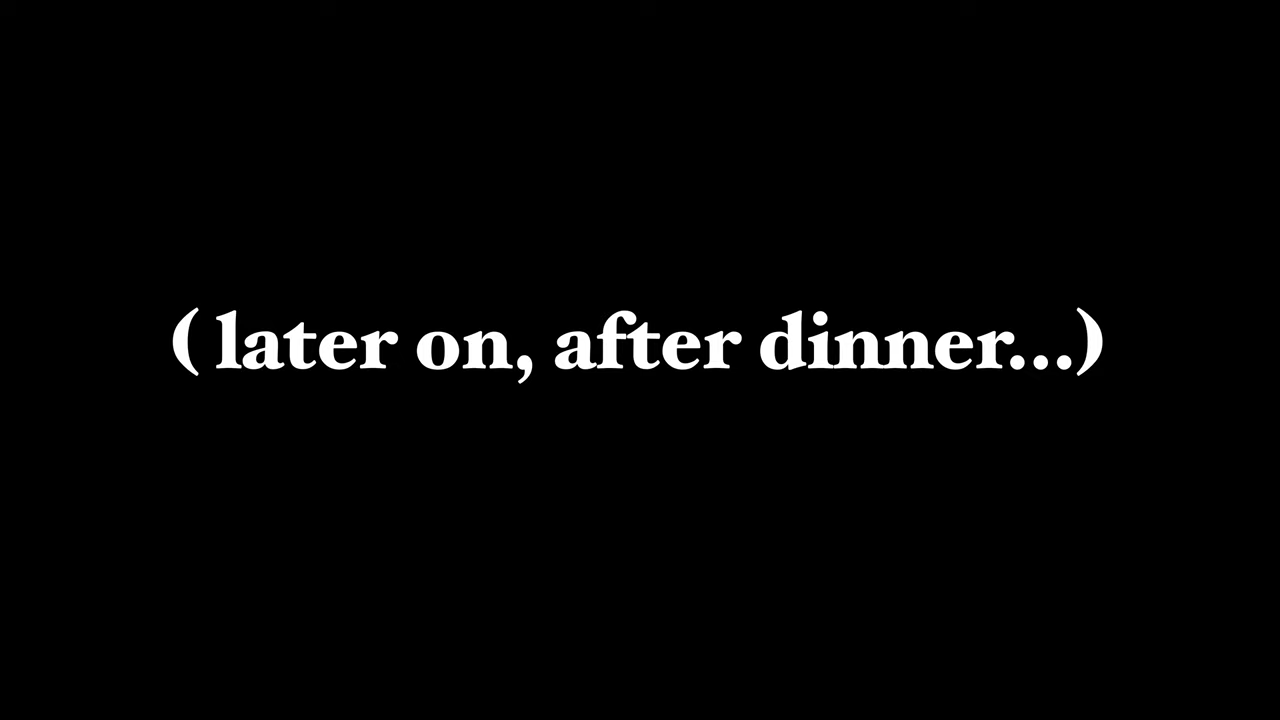 ( later on, after dinner...)